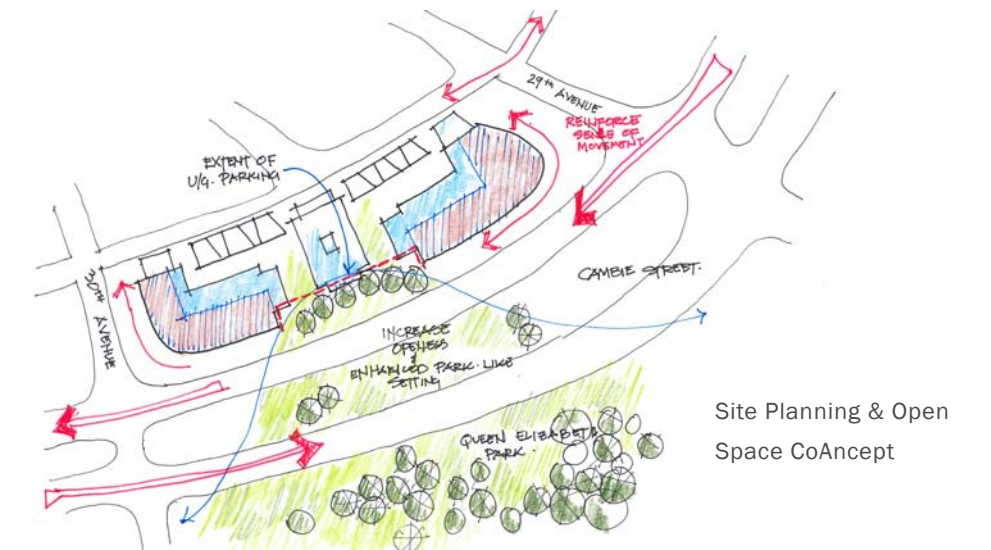 29TH AVENUE
REINFORCE
SENSE OF
MOVEMENT
EXTENT OF
U/G. PARKING
CAMBIE STREET.
30TH AVENUE
INCREASE
OPENESS
&
ENHANCED PARK-LIKE
SETTING
QUEEN ELIZABETH
PARK.
Site Planning & Open
Space CoAncept